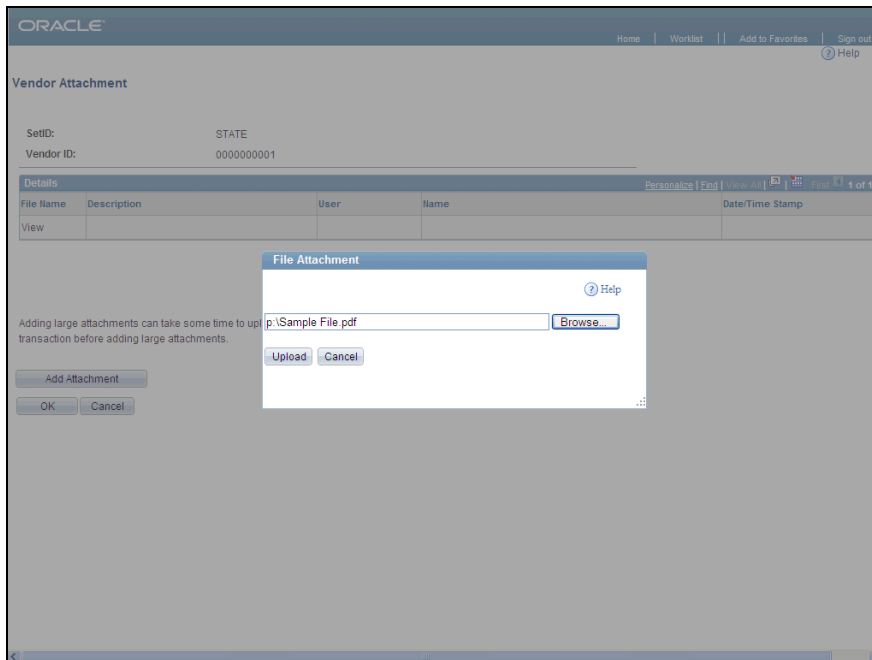 ORACLE
Home | Worklist || Add to Favorites | Sign out
? Help
Vendor Attachment
SetID: STATE
Vendor ID: 0000000001
Details Personalize | Find | View All | | First 1 of 1
File Name Description User Name Date/Time Stamp
View
File Attachment
? Help
Adding large attachments can take some time to upl
p:\Sample File.pdf Browse...
transaction before adding large attachments.
Upload Cancel
Add Attachment
OK Cancel